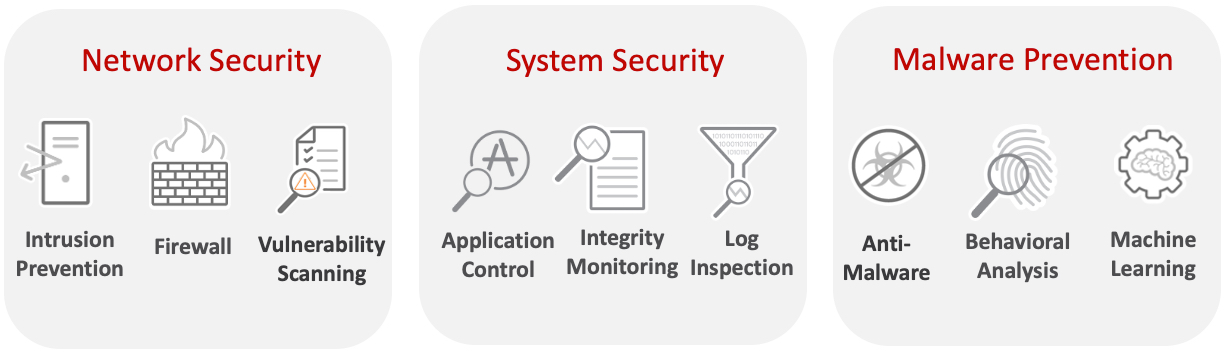 Network Security
Intrusion
Prevention
Firewall
Vulnerability
Scanning
System Security
Application
Control
Integrity
Monitoring
Log
Inspection
Malware Prevention
Anti-
Malware
Behavioral
Analysis
Machine
Learning